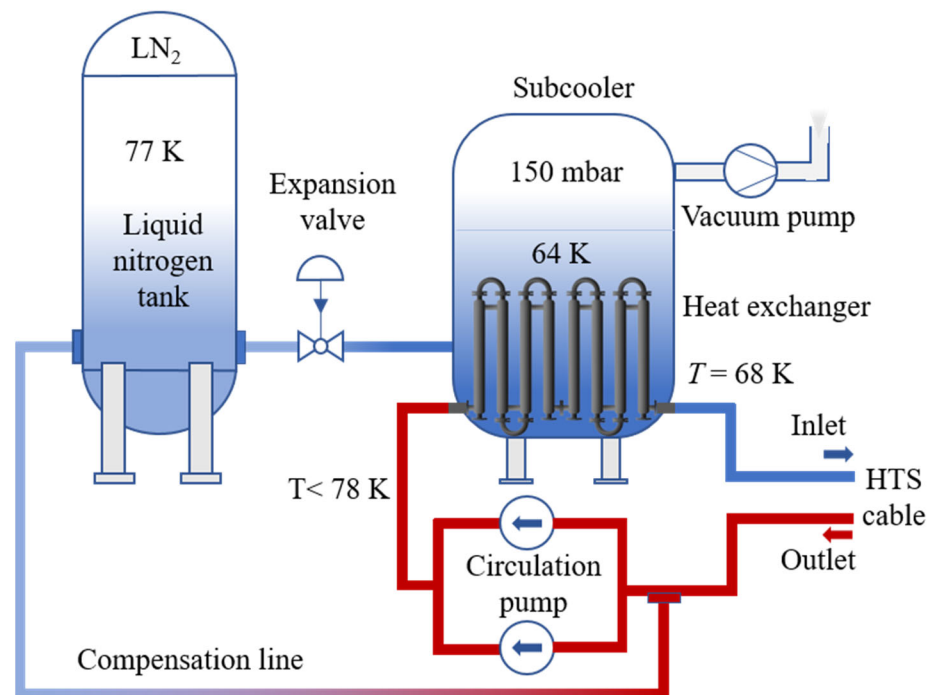 LN₂
77 K
Liquid
nitrogen
tank
Expansion
valve
Subcooler
150 mbar
64 K
Vacuum pump
Heat exchanger
T = 68 K
Inlet
HTS
cable
Outlet
T< 78 K
Circulation
pump
Compensation line